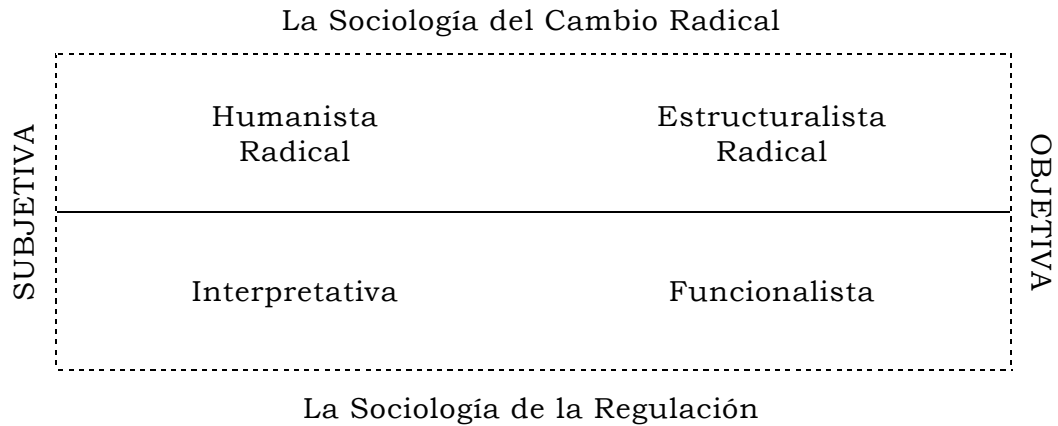 La Sociología del Cambio Radical
SUBJETIVA
Humanista
Radical
Estructuralista
Radical
OBJETIVA
Interpretativa
Funcionalista
La Sociología de la Regulación